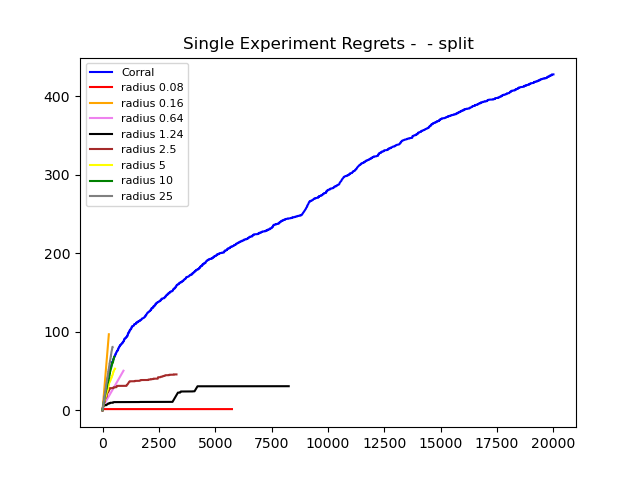 Single Experiment Regrets -  - split
Corral
radius 0.08
radius 0.16
radius 0.64
radius 1.24
radius 2.5
radius 5
radius 10
radius 25
400
300
200
100
0
0 2500 5000 7500 10000 12500 15000 17500 20000